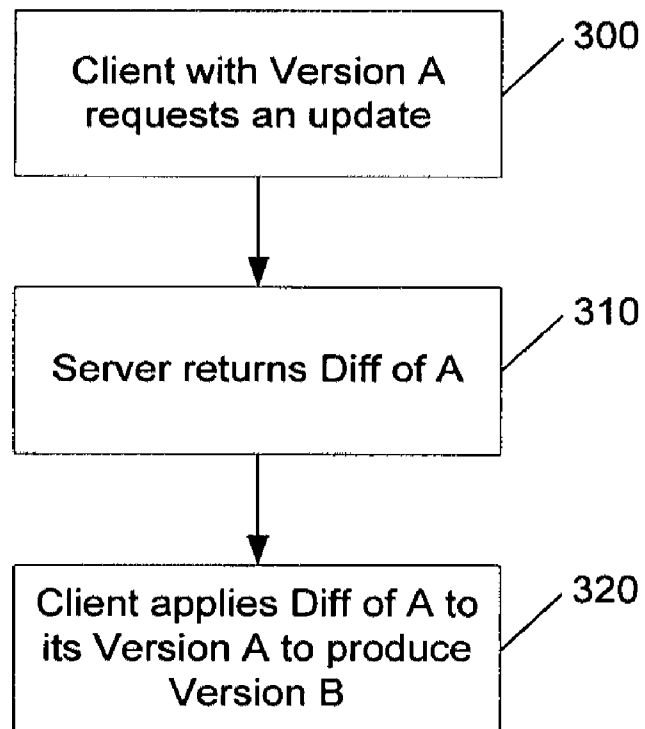 300
Client with Version A
requests an update
310
Server returns Diff of A
320
Client applies Diff of A to
its Version A to produce
Version B